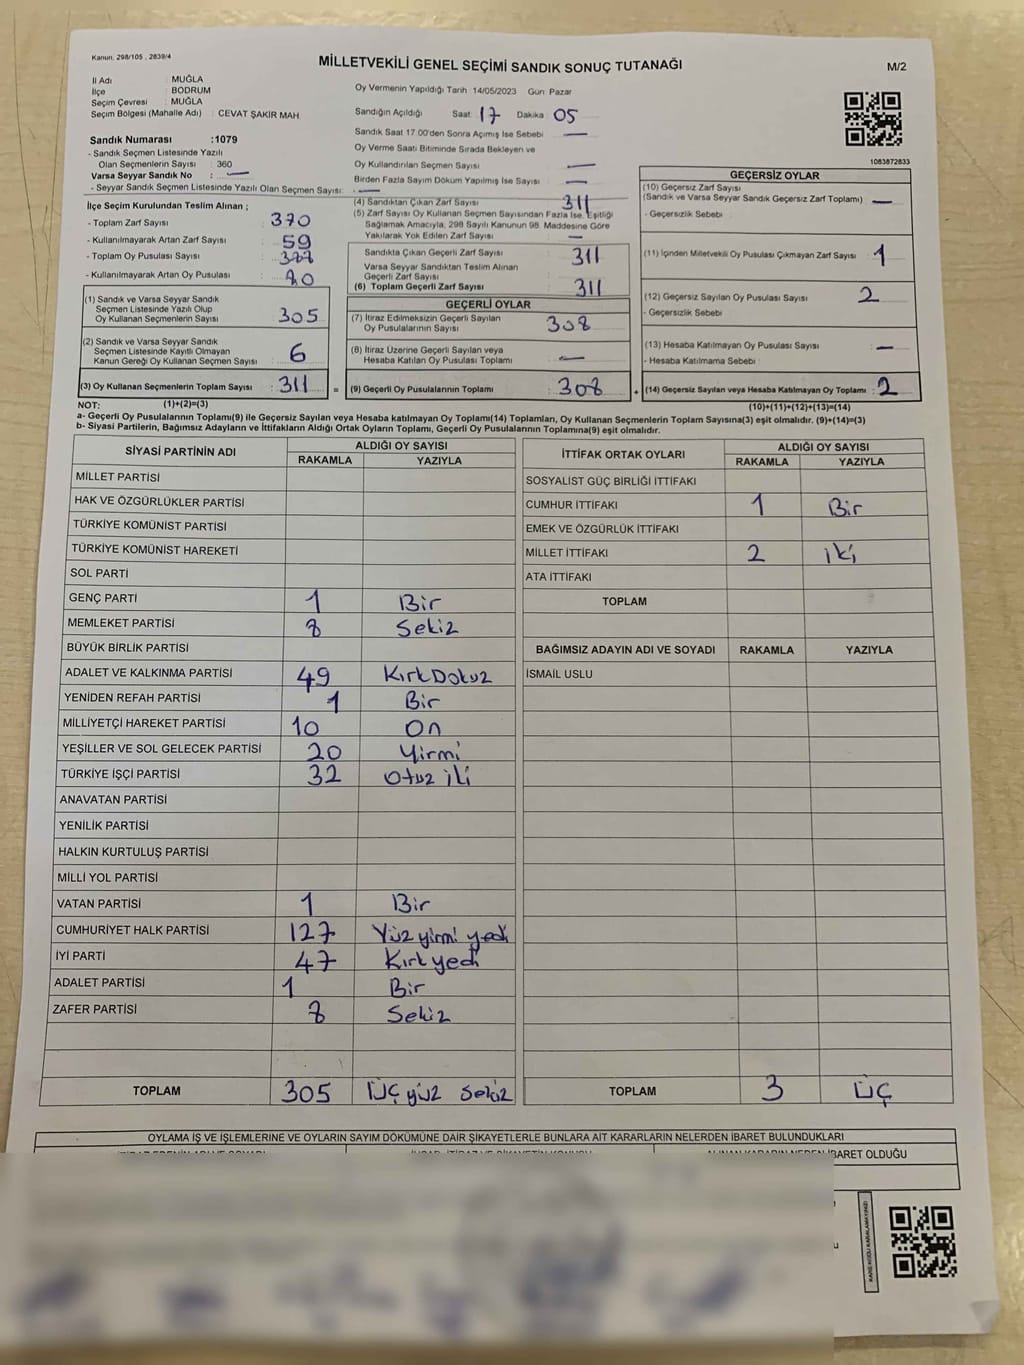 Kanun, 298/105 , 2839/4
MİLLETVEKİLİ GENEL SEÇİMİ SANDIK SONUÇ TUTANAĞI
M/2
İl Adı : MUĞLA
İlçe : BODRUM
Seçim Çevresi : MUĞLA
Seçim Bölgesi (Mahalle Adı) : CEVAT ŞAKİR MAH.
Sandık Numarası :1079
- Sandık Seçmen Listesinde Yazılı
Olan Seçmenlerin Sayısı : 360
Varsa Seyyar Sandık No : —
- Seyyar Sandık Seçmen Listesinde Yazılı Olan Seçmen Sayısı: —
Oy Vermenin Yapıldığı Tarih :14/05/2023 Gün: Pazar
Sandığın Açıldığı Saat: 17 Dakika: 05
Sandık Saat 17:00'den Sonra Açımış İse Sebebi : —
Oy Verme Saati Bitiminde Sırada Bekleyen ve
Oy Kullandırılan Seçmen Sayısı : —
Birden Fazla Sayım Döküm Yapılmış İse Sayısı : —
1083872833
İlçe Seçim Kurulundan Teslim Alınan ;
- Toplam Zarf Sayısı : 370
- Kullanılmayarak Artan Zarf Sayısı : 59
- Toplam Oy Pusulası Sayısı :
- Kullanılmayarak Artan Oy Pusulası :
(1) Sandık ve Varsa Seyyar Sandık
Seçmen Listesinde Yazılı Olup
Oy Kullanan Seçmenlerin Sayısı : 305
(2) Sandık ve Varsa Seyyar Sandık
Seçmen Listesinde Kayıtlı Olmayan
Kanun Gereği Oy Kullanan Seçmen Sayısı : 6
(3) Oy Kullanan Seçmenlerin Toplam Sayısı : 311 =
(1)+(2)=(3)
(4) Sandıktan Çıkan Zarf Sayısı : 311
(5) Zarf Sayısı Oy Kullanan Seçmen Sayısından Fazla İse, Eşitliği
Sağlamak Amacıyla, 298 Sayılı Kanunun 98. Maddesine Göre
Yakılarak Yok Edilen Zarf Sayısı : —
Sandıkta Çıkan Geçerli Zarf Sayısı : 311
Varsa Seyyar Sandıktan Teslim Alınan
Geçerli Zarf Sayısı :
(6) Toplam Geçerli Zarf Sayısı : 311
GEÇERLİ OYLAR
(7) İtiraz Edilmeksizin Geçerli Sayılan
Oy Pusulalarının Sayısı : 308
(8) İtiraz Üzerine Geçerli Sayılan veya
Hesaba Katılan Oy Pusulası Toplamı : —
(9) Geçerli Oy Pusulalarının Toplamı : 308 +
GEÇERSİZ OYLAR
(10) Geçersiz Zarf Sayısı
(Sandık ve Varsa Seyyar Sandık Geçersiz Zarf Toplamı) : —
- Geçersizlik Sebebi :
(11) İçinden Milletvekili Oy Pusulası Çıkmayan Zarf Sayısı : 1
(12) Geçersiz Sayılan Oy Pusulası Sayısı : 2
- Geçersizlik Sebebi :
(13) Hesaba Katılmayan Oy Pusulası Sayısı : —
- Hesaba Katılmama Sebebi :
(14) Geçersiz Sayılan veya Hesaba Katılmayan Oy Toplamı : 2
(10)+(11)+(12)+(13)=(14)
NOT:
a- Geçerli Oy Pusulalarının Toplamı(9) ile Geçersiz Sayılan veya Hesaba katılmayan Oy Toplamı(14) Toplamları, Oy Kullanan Seçmenlerin Toplam Sayısına(3) eşit olmalıdır. (9)+(14)=(3)
b- Siyasi Partilerin, Bağımsız Adayların ve İttifakların Aldığı Ortak Oyların Toplamı, Geçerli Oy Pusulalarının Toplamına(9) eşit olmalıdır.
SİYASİ PARTİNİN ADI ALDIĞI OY SAYISI
RAKAMLA YAZIYLA
MİLLET PARTİSİ
HAK VE ÖZGÜRLÜKLER PARTİSİ
TÜRKİYE KOMÜNİST PARTİSİ
TÜRKİYE KOMÜNİST HAREKETİ
SOL PARTİ
GENÇ PARTİ 1 Bir
MEMLEKET PARTİSİ 8 Sekiz
BÜYÜK BİRLİK PARTİSİ
ADALET VE KALKINMA PARTİSİ 49 Kırk Dokuz
YENİDEN REFAH PARTİSİ 1 Bir
MİLLİYETÇİ HAREKET PARTİSİ 10 On
YEŞİLLER VE SOL GELECEK PARTİSİ 20 Yirmi
TÜRKİYE İŞÇİ PARTİSİ 32 Otuz iki
ANAVATAN PARTİSİ
YENİLİK PARTİSİ
HALKIN KURTULUŞ PARTİSİ
MİLLİ YOL PARTİSİ
VATAN PARTİSİ 1 Bir
CUMHURİYET HALK PARTİSİ 127 Yüz yirmi yedi
İYİ PARTİ 47 Kırk yedi
ADALET PARTİSİ 1 Bir
ZAFER PARTİSİ 8 Sekiz
TOPLAM 305 Üç yüz Sekiz
İTTİFAK ORTAK OYLARI ALDIĞI OY SAYISI
RAKAMLA YAZIYLA
SOSYALİST GÜÇ BİRLİĞİ İTTİFAKI
CUMHUR İTTİFAKI 1 Bir
EMEK VE ÖZGÜRLÜK İTTİFAKI
MİLLET İTTİFAKI 2 iki
ATA İTTİFAKI
TOPLAM
BAĞIMSIZ ADAYIN ADI VE SOYADI RAKAMLA YAZIYLA
İSMAİL USLU
TOPLAM 3 Üç
OYLAMA İŞ VE İŞLEMLERİNE VE OYLARIN SAYIM DÖKÜMÜNE DAİR ŞİKAYETLERLE BUNLARA AİT KARARLARIN NELERDEN İBARET BULUNDUKLARI
İBARET OLDUĞU